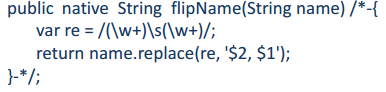 public native String flipName(String name) /*-{
var re = /(\w+)\s(\w+)/;
return name.replace(re, '$2, $1');
}-*/;